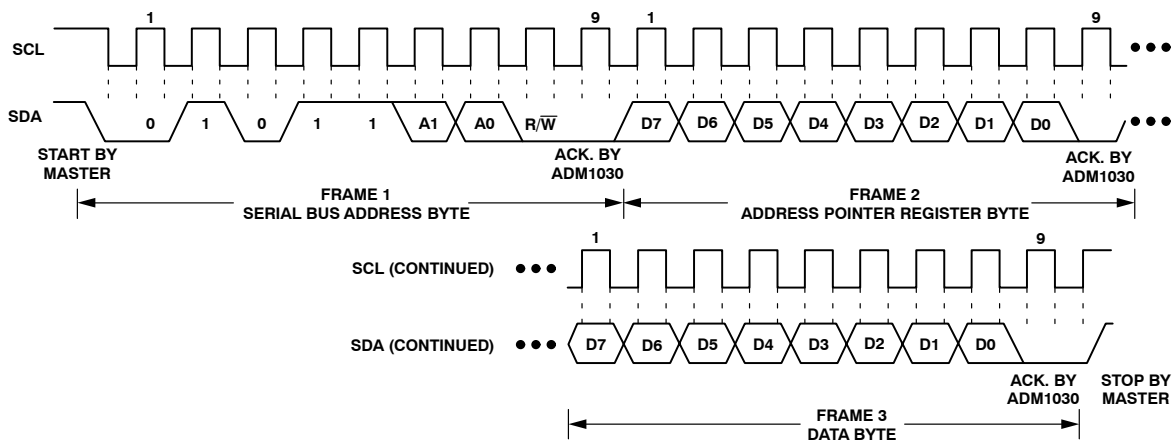 1 9 1 9
SCL
SDA 0 1 0 1 1 A1 A0 R/W̅ D7 D6 D5 D4 D3 D2 D1 D0
START BY
MASTER
ACK. BY
ADM1030
ACK. BY
ADM1030
FRAME 1
SERIAL BUS ADDRESS BYTE
FRAME 2
ADDRESS POINTER REGISTER BYTE
1 9
SCL (CONTINUED)
SDA (CONTINUED) D7 D6 D5 D4 D3 D2 D1 D0
ACK. BY
ADM1030
STOP BY
MASTER
FRAME 3
DATA BYTE